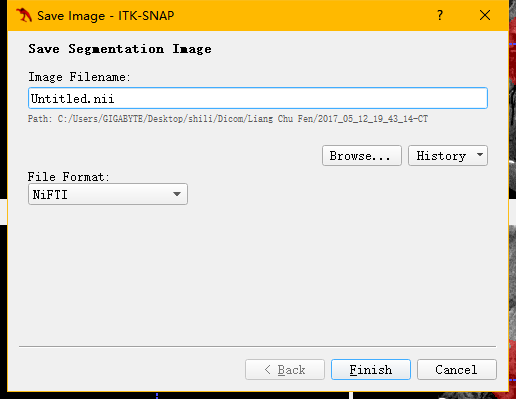 Save Image - ITK-SNAP ? ×
Save Segmentation Image
Image Filename:
Untitled.nii
Path: C:/Users/GIGABYTE/Desktop/shili/Dicom/Liang Chu Fen/2017_05_12_19_43_14-CT
Browse... History
File Format:
NiFTI
< Back Finish Cancel